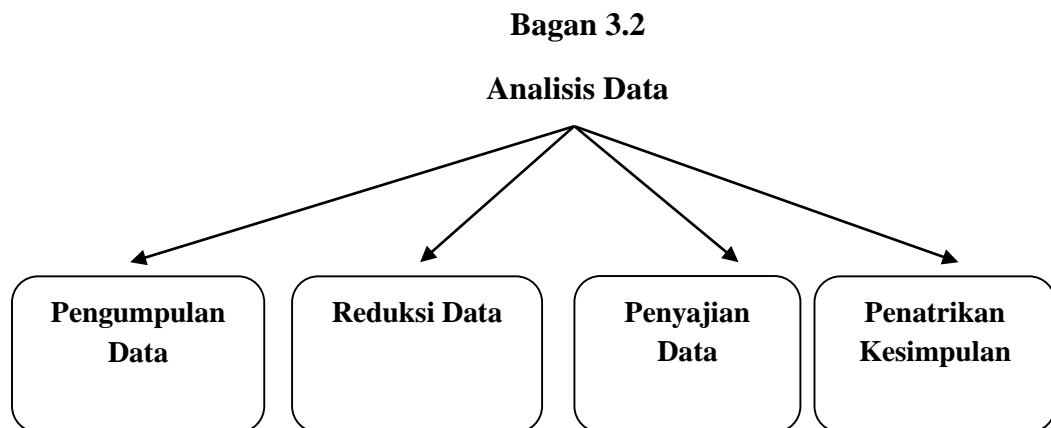 Bagan 3.2
Analisis Data
Pengumpulan
Data
Reduksi Data
Penyajian
Data
Penatrikan
Kesimpulan